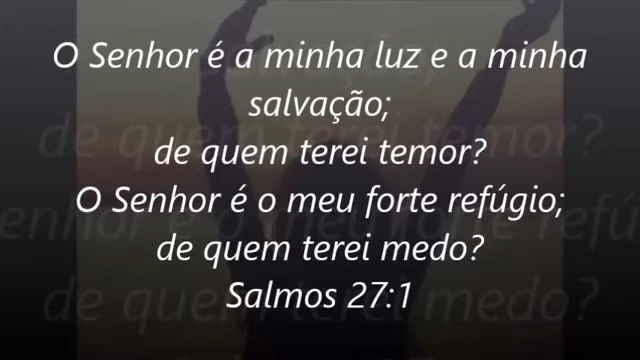 O Senhor é a minha luz e a minha
salvação;
de quem terei temor?
O Senhor é o meu forte refúgio;
de quem terei medo?
Salmos 27:1